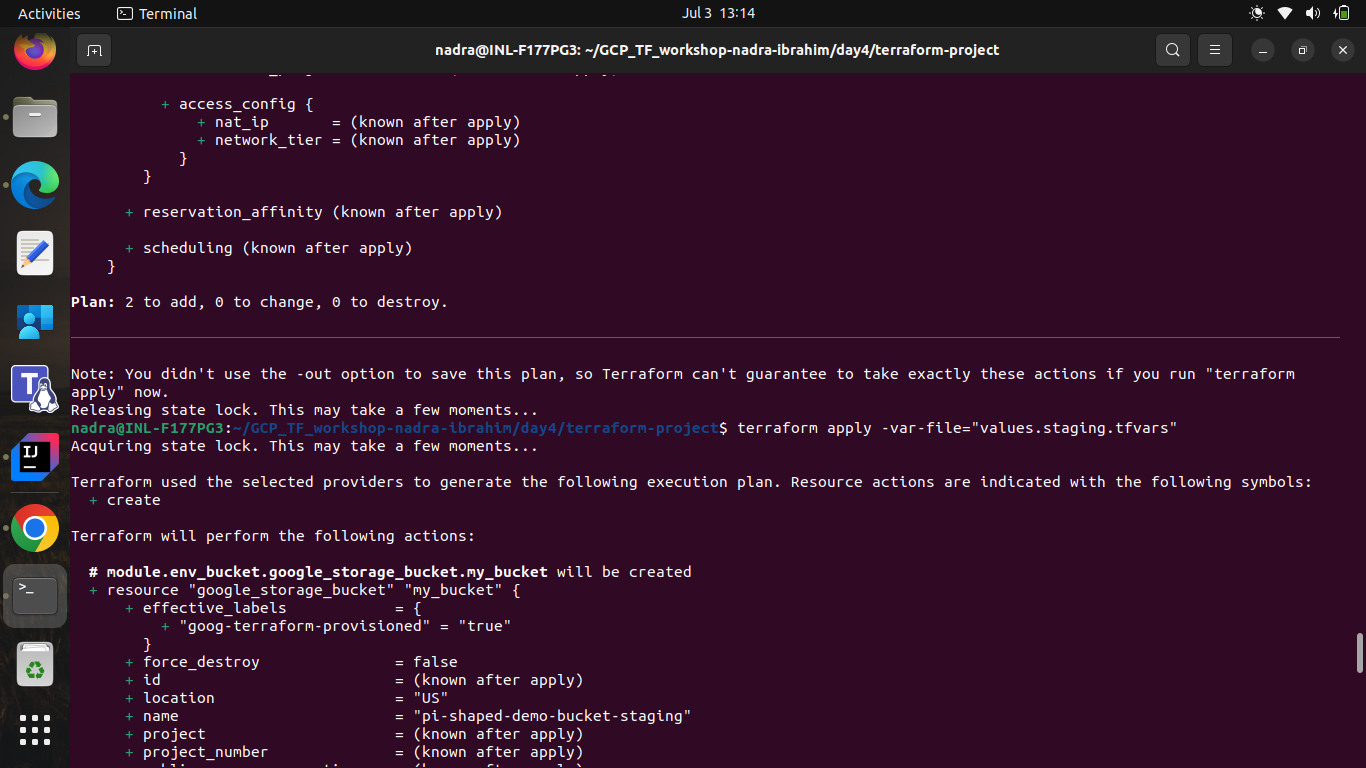 Activities
Terminal
Jul 3 13:14
nadra@INL-F177PG3: ~/GCP_TF_workshop-nadra-ibrahim/day4/terraform-project
+ access_config {
+ nat_ip       = (known after apply)
+ network_tier = (known after apply)
}
}
+ reservation_affinity (known after apply)
+ scheduling (known after apply)
}
Plan: 2 to add, 0 to change, 0 to destroy.
Note: You didn't use the -out option to save this plan, so Terraform can't guarantee to take exactly these actions if you run "terraform
apply" now.
Releasing state lock. This may take a few moments...
nadra@INL-F177PG3:~/GCP_TF_workshop-nadra-ibrahim/day4/terraform-project$ terraform apply -var-file="values.staging.tfvars"
Acquiring state lock. This may take a few moments...
Terraform used the selected providers to generate the following execution plan. Resource actions are indicated with the following symbols:
+ create
Terraform will perform the following actions:
# module.env_bucket.google_storage_bucket.my_bucket will be created
+ resource "google_storage_bucket" "my_bucket" {
+ effective_labels            = {
+ "goog-terraform-provisioned" = "true"
}
+ force_destroy               = false
+ id                          = (known after apply)
+ location                    = "US"
+ name                        = "pi-shaped-demo-bucket-staging"
+ project                     = (known after apply)
+ project_number              = (known after apply)